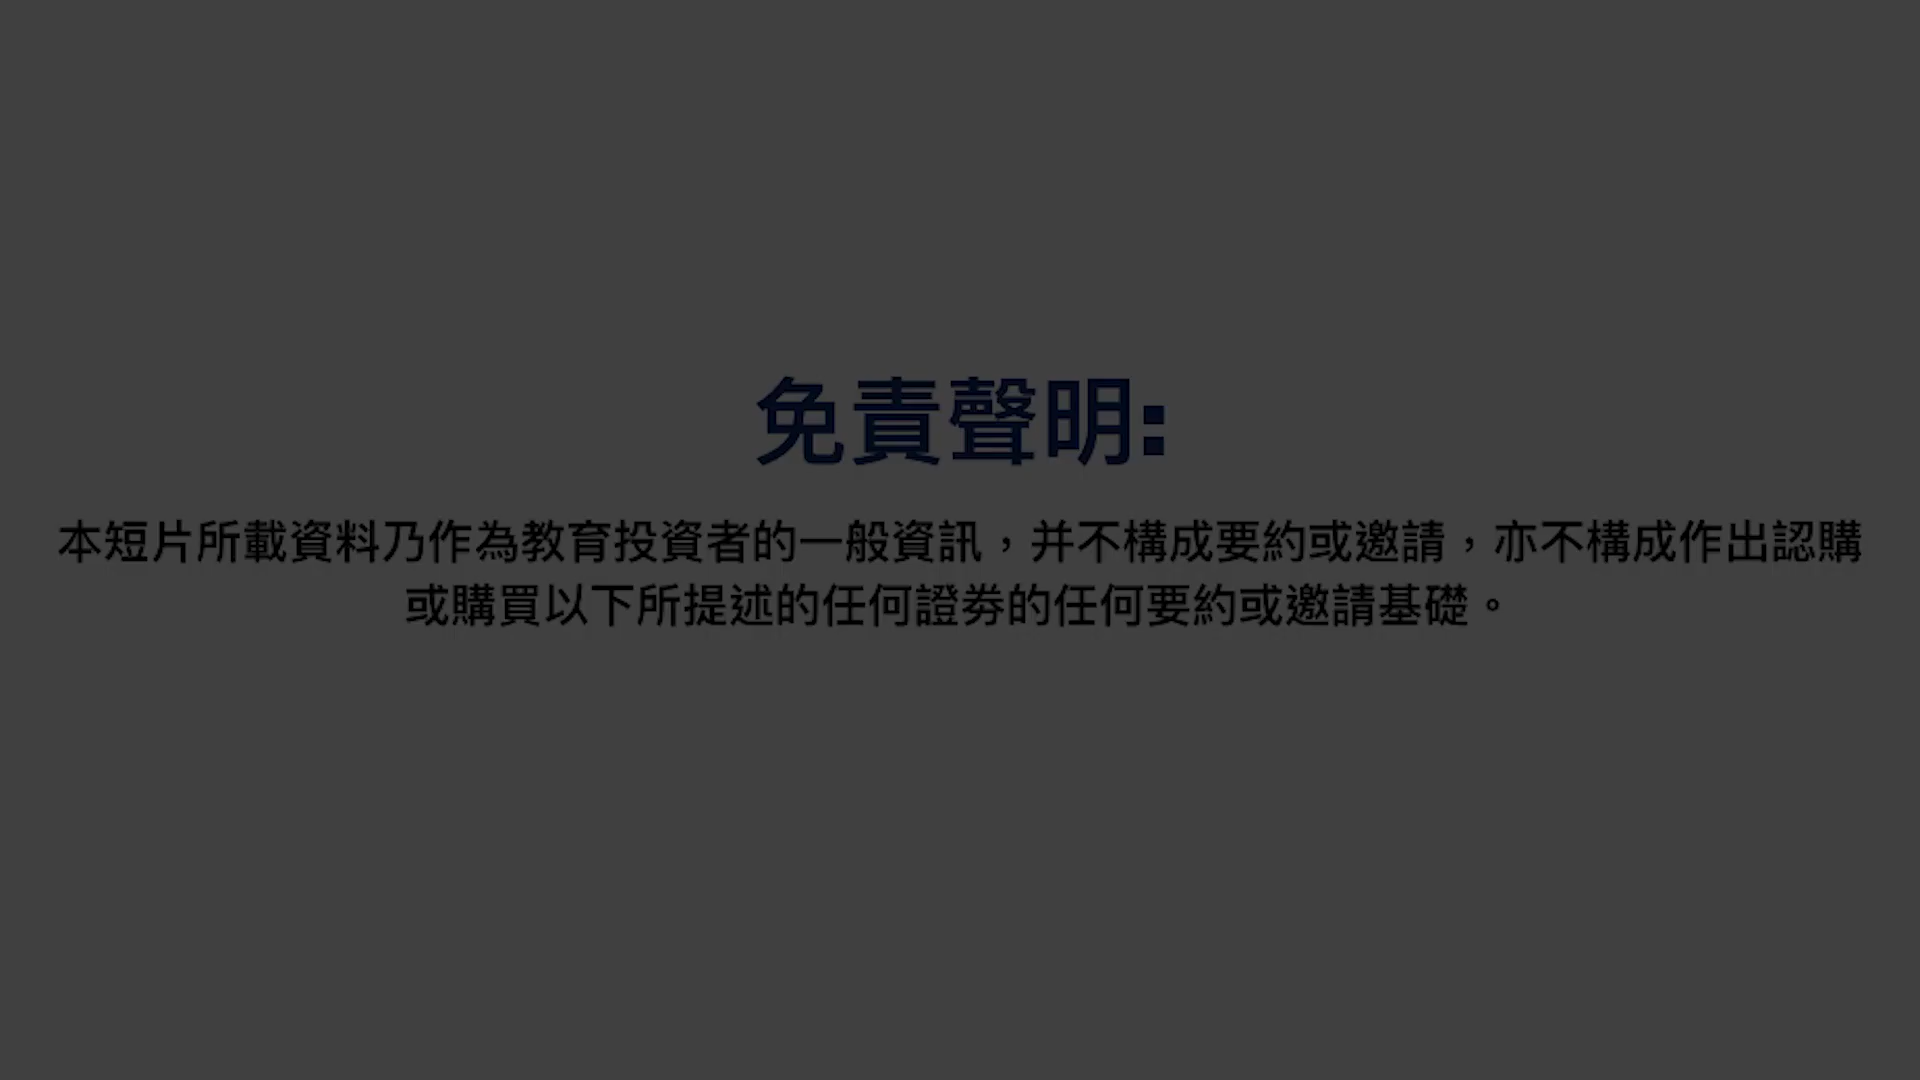 免責聲明:
本短片所載資料乃作為教育投資者的一般資訊，并不構成要約或邀請，亦不構成作出認購
或購買以下所提述的任何證券的任何要約或邀請基礎。